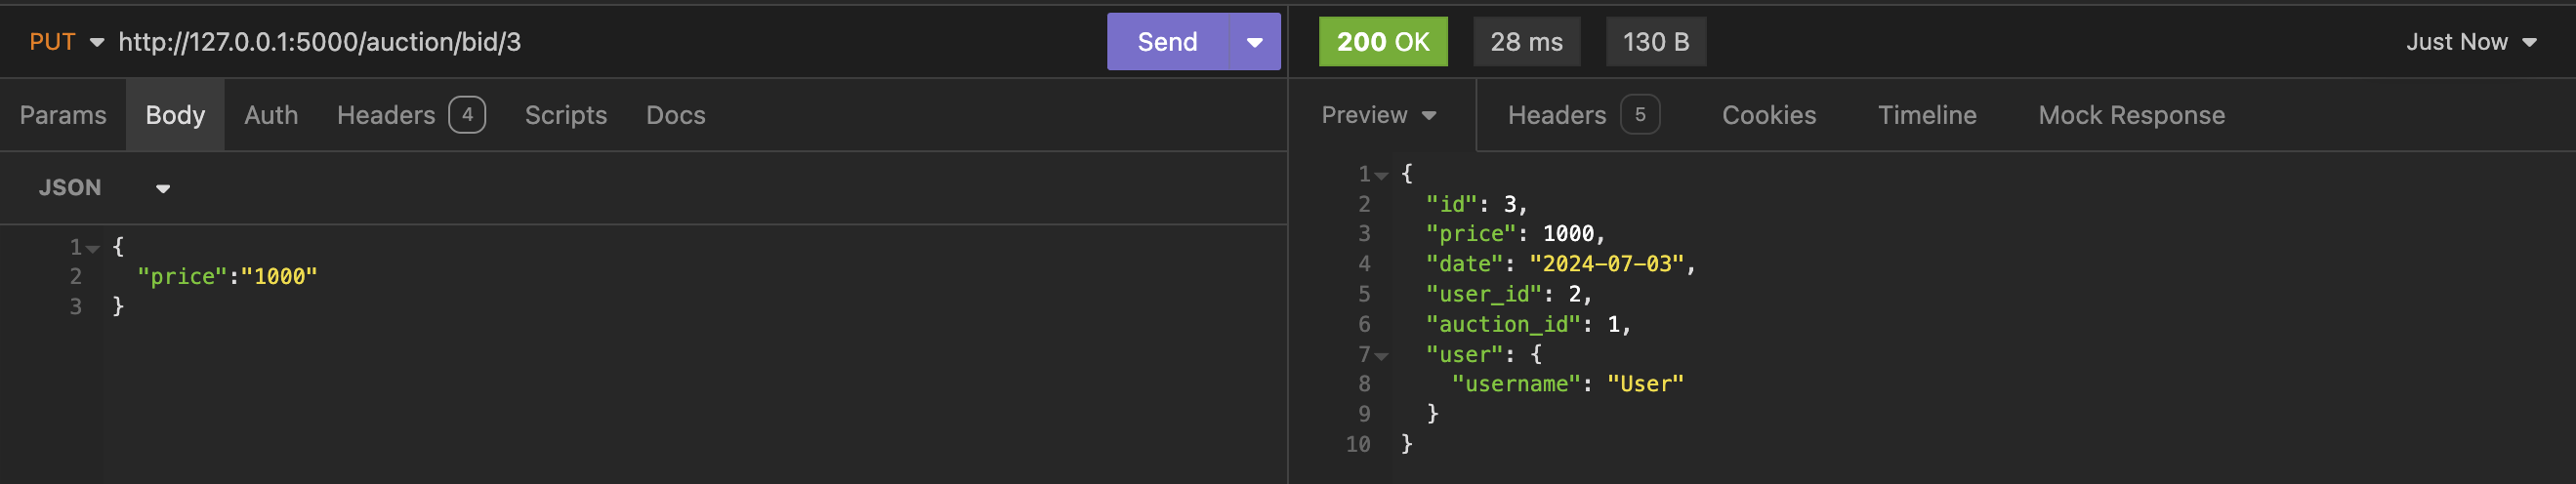 PUT http://127.0.0.1:5000/auction/bid/3 Send
200 OK 28 ms 130 B Just Now
Params Body Auth Headers 4 Scripts Docs
Preview Headers 5 Cookies Timeline Mock Response
JSON
1 {
2 "price":"1000"
3 }
1 {
2 "id": 3,
3 "price": 1000,
4 "date": "2024-07-03",
5 "user_id": 2,
6 "auction_id": 1,
7 "user": {
8 "username": "User"
9 }
10 }